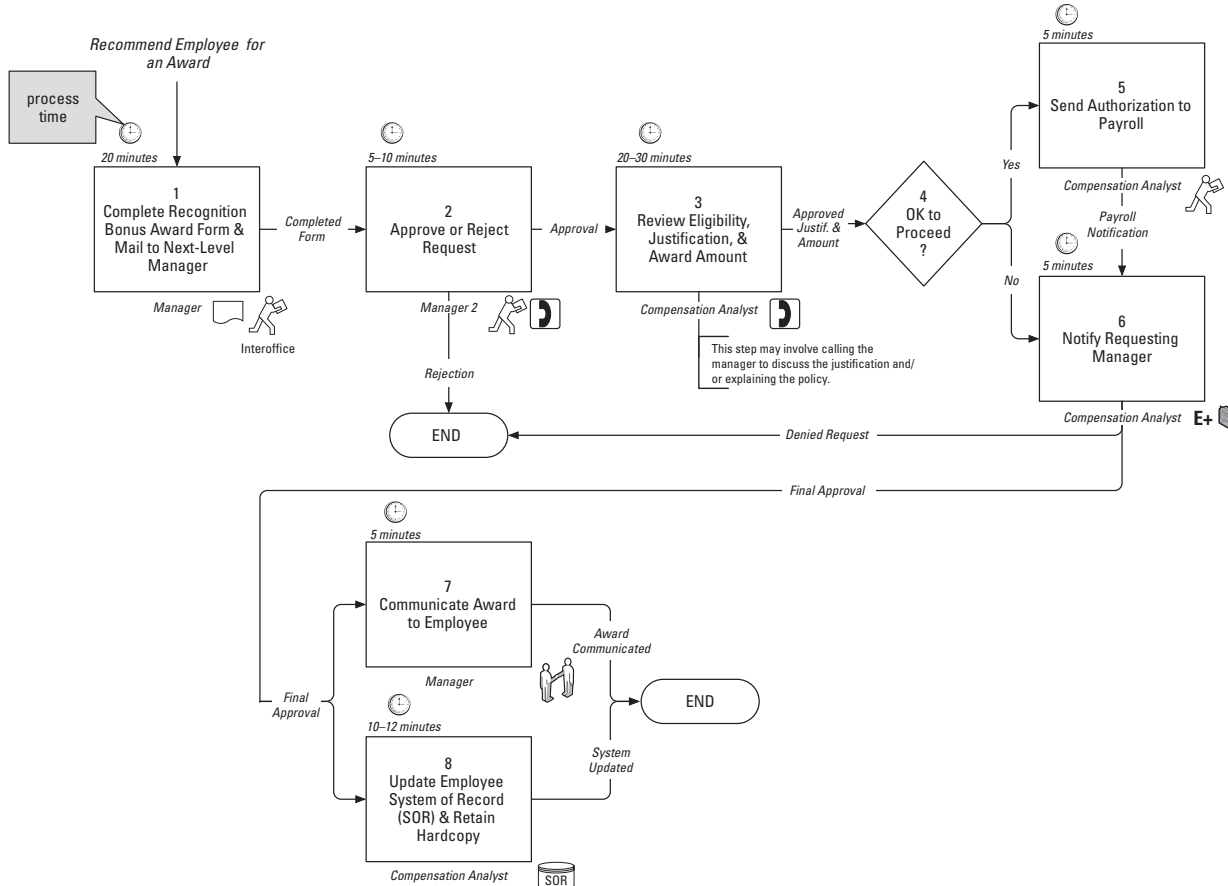 Recommend Employee for
an Award
process
time
20 minutes
1
Complete Recognition
Bonus Award Form &
Mail to Next-Level
Manager
Manager
Interoffice
Completed
Form
5–10 minutes
2
Approve or Reject
Request
Manager 2
Rejection
END
Approval
20–30 minutes
3
Review Eligibility,
Justification, &
Award Amount
Compensation Analyst
This step may involve calling the
manager to discuss the justification and/
or explaining the policy.
Approved
Justif. &
Amount
4
OK to
Proceed
?
Yes
No
5 minutes
5
Send Authorization to
Payroll
Compensation Analyst
Payroll
Notification
5 minutes
6
Notify Requesting
Manager
Compensation Analyst
E+
Denied Request
Final Approval
Final
Approval
5 minutes
7
Communicate Award
to Employee
Manager
Award
Communicated
10–12 minutes
8
Update Employee
System of Record
(SOR) & Retain
Hardcopy
Compensation Analyst
SOR
System
Updated
END